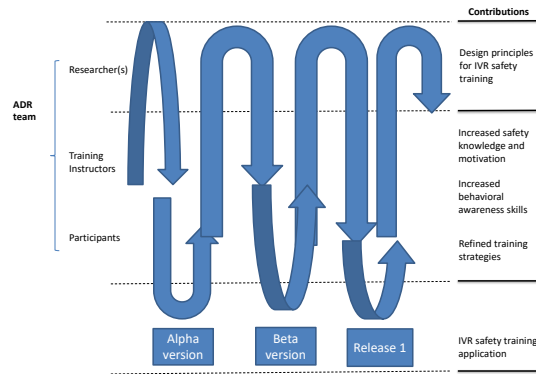 Contributions
Researcher(s)
Design principles
for IVR safety
training
ADR
team
Training
Instructors
Increased safety
knowledge and
motivation
Increased
behavioral
awareness skills
Participants
Refined training
strategies
Alpha
version
Beta
version
Release 1
IVR safety training
application